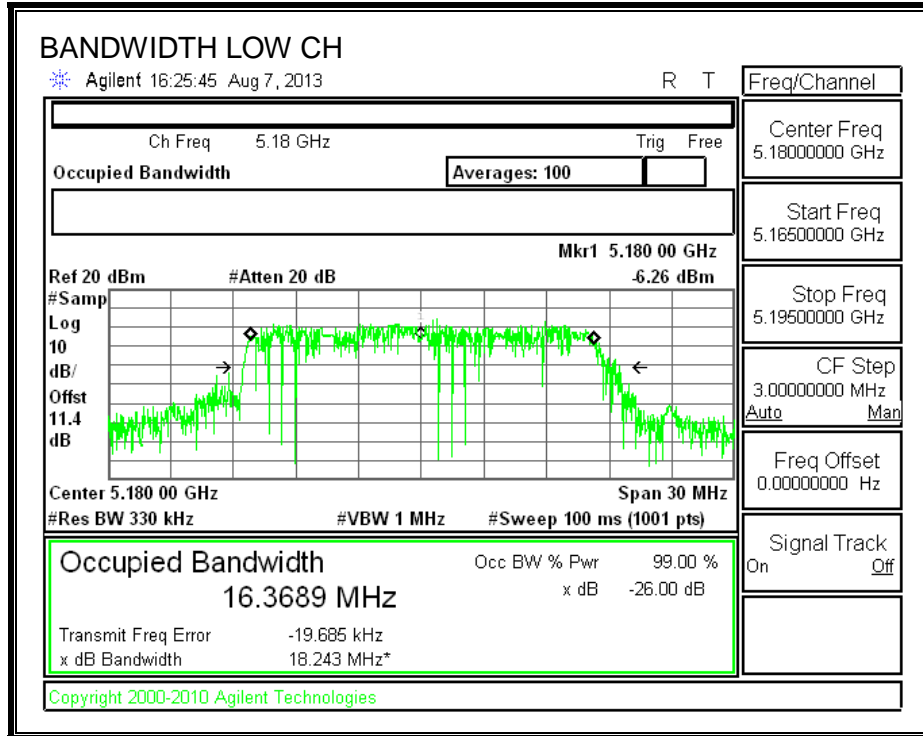 BANDWIDTH LOW CH
Agilent 16:25:45 Aug 7, 2013 R T
Freq/Channel
Ch Freq 5.18 GHz Trig Free
Occupied Bandwidth Averages: 100
Mkr1 5.180 00 GHz
Ref 20 dBm #Atten 20 dB -6.26 dBm
#Samp
Log
10
dB/
Offst
11.4
dB
1
Center 5.180 00 GHz Span 30 MHz
#Res BW 330 kHz #VBW 1 MHz #Sweep 100 ms (1001 pts)
Occupied Bandwidth Occ BW % Pwr 99.00 %
16.3689 MHz x dB -26.00 dB
Transmit Freq Error -19.685 kHz
x dB Bandwidth 18.243 MHz*
Copyright 2000-2010 Agilent Technologies
Center Freq
5.18000000 GHz
Start Freq
5.16500000 GHz
Stop Freq
5.19500000 GHz
CF Step
3.00000000 MHz
Auto Man
Freq Offset
0.00000000 Hz
Signal Track
On Off